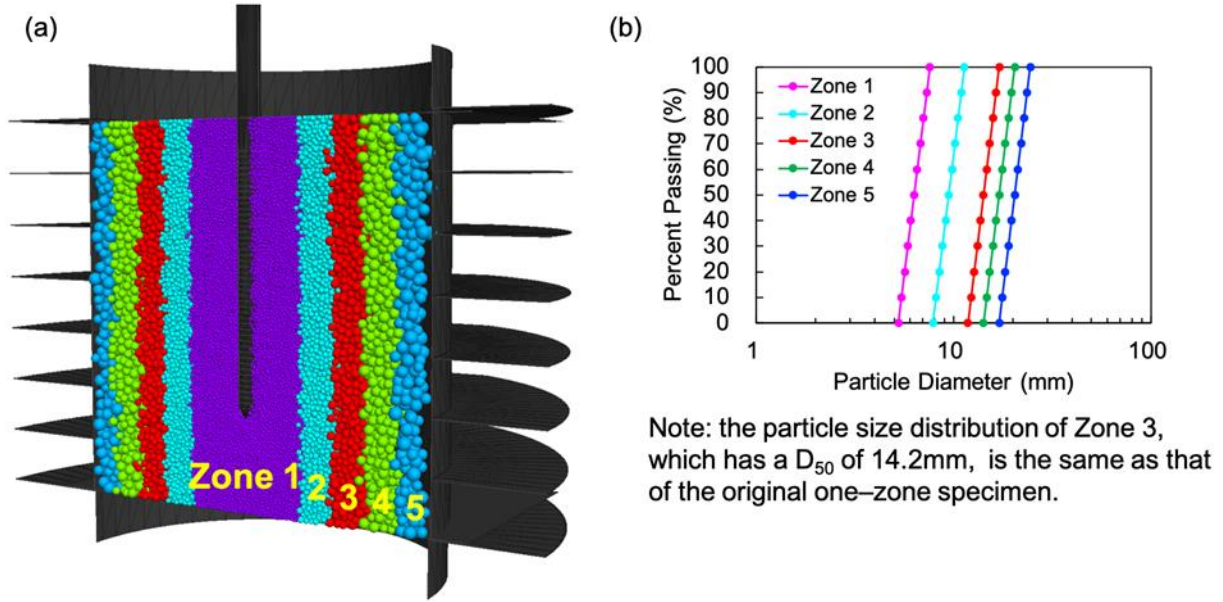 (a)
Zone 1
2
3
4
5
(b)
Percent Passing (%)
100
90
80
70
60
50
40
30
20
10
0
Zone 1
Zone 2
Zone 3
Zone 4
Zone 5
1
10
100
Particle Diameter (mm)
Note: the particle size distribution of Zone 3,
which has a D₅₀ of 14.2mm, is the same as that
of the original one–zone specimen.